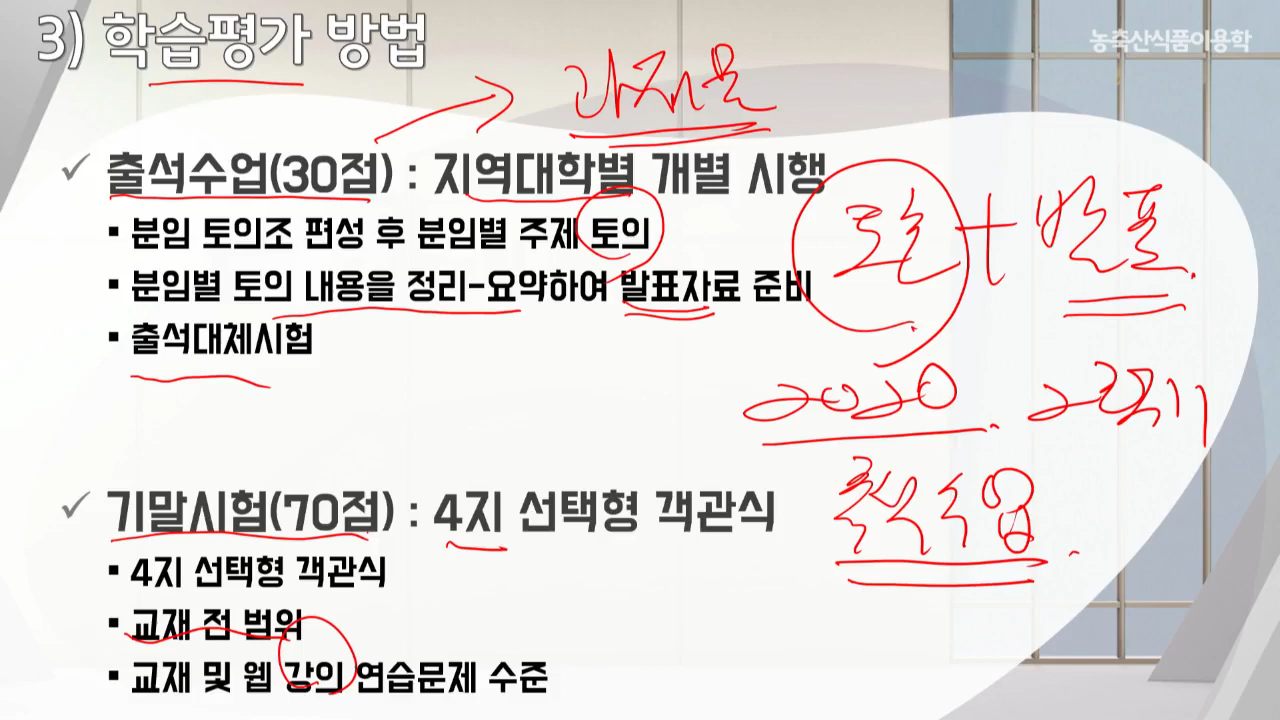 3) 학습평가 방법
농축산식품이용학
과제물
✓ 출석수업(30점) : 지역대학별 개별 시행
▪ 분임 토의조 편성 후 분임별 주제 토의
▪ 분임별 토의 내용을 정리-요약하여 발표자료 준비
▪ 출석대체시험
토론 + 발표
2020. 2학기
출석수업.
✓ 기말시험(70점) : 4지 선택형 객관식
▪ 4지 선택형 객관식
▪ 교재 전 범위
▪ 교재 및 웹 강의 연습문제 수준